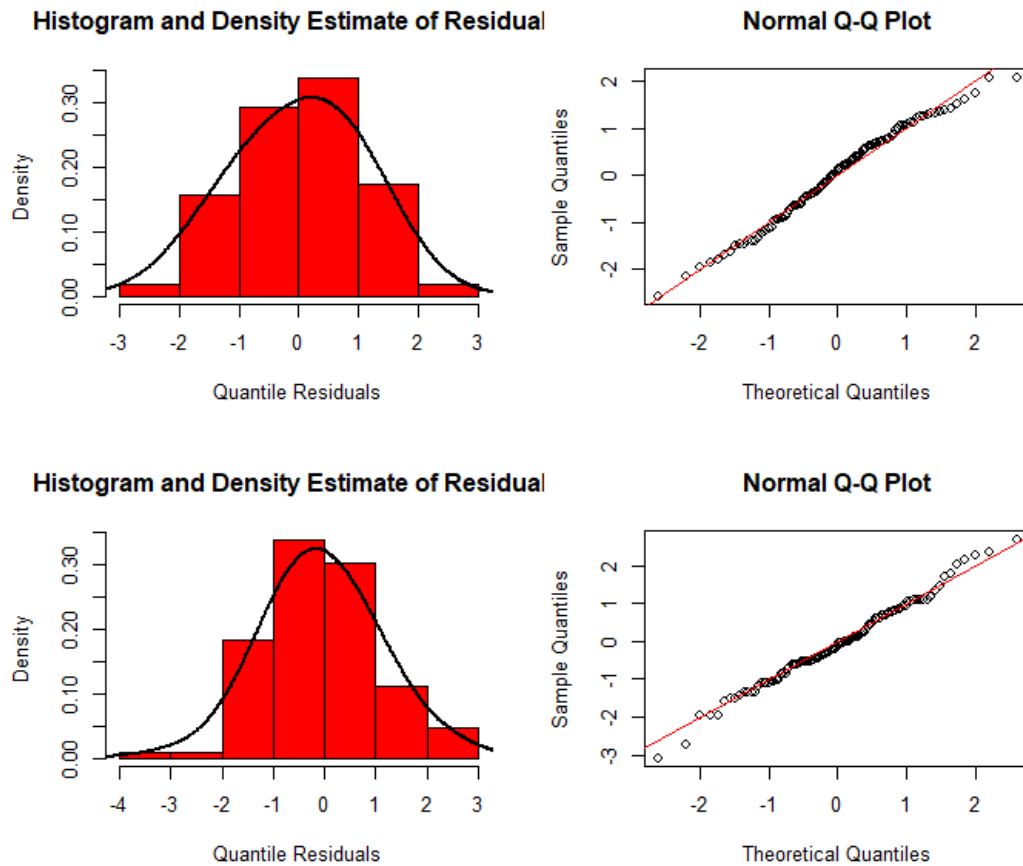 Histogram and Density Estimate of Residual
Normal Q-Q Plot
Density
0.00 0.10 0.20 0.30
-3 -2 -1 0 1 2 3
Quantile Residuals
Sample Quantiles
-2 -1 0 1 2
-2 -1 0 1 2
Theoretical Quantiles
Histogram and Density Estimate of Residual
Normal Q-Q Plot
Density
0.00 0.10 0.20 0.30
-4 -3 -2 -1 0 1 2 3
Quantile Residuals
Sample Quantiles
-3 -2 -1 0 1 2
-2 -1 0 1 2
Theoretical Quantiles